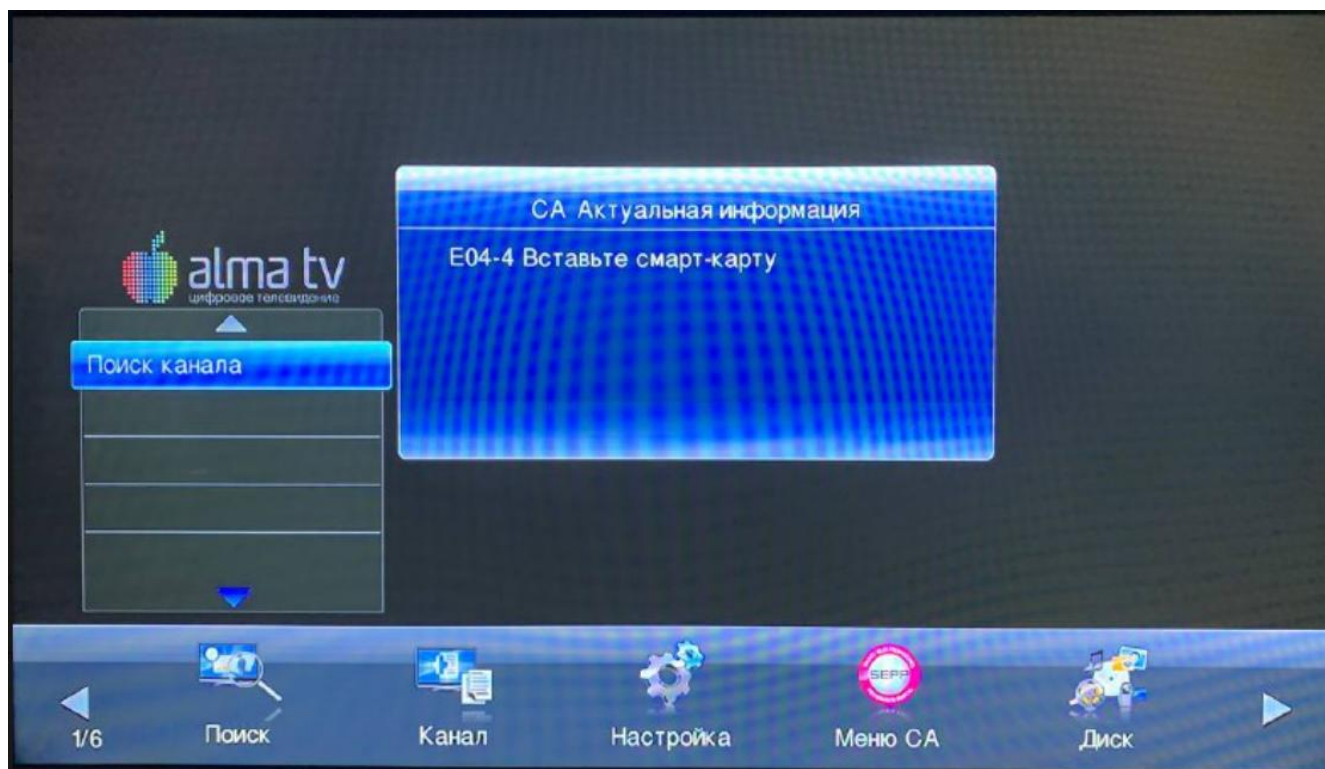 CA Актуальная информация
E04-4 Вставьте смарт-карту
alma tv
цифровое телевидение
Поиск канала
1/6
Поиск
Канал
Настройка
Меню CA
Диск
SEPP